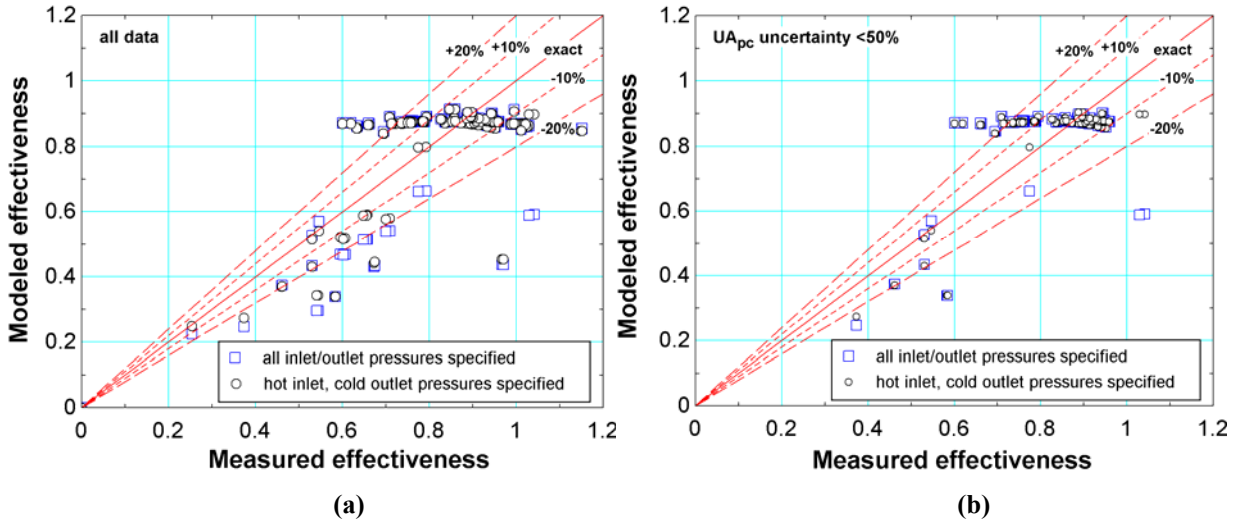 all data
+20%
+10%
exact
-10%
-20%
1.2
1
0.8
0.6
0.4
0.2
0
0
0.2
0.4
0.6
0.8
1
1.2
Modeled effectiveness
Measured effectiveness
all inlet/outlet pressures specified
hot inlet, cold outlet pressures specified
(a)
UApc uncertainty <50%
+20%
+10%
exact
-10%
-20%
1.2
1
0.8
0.6
0.4
0.2
0
0
0.2
0.4
0.6
0.8
1
1.2
Modeled effectiveness
Measured effectiveness
all inlet/outlet pressures specified
hot inlet, cold outlet pressures specified
(b)